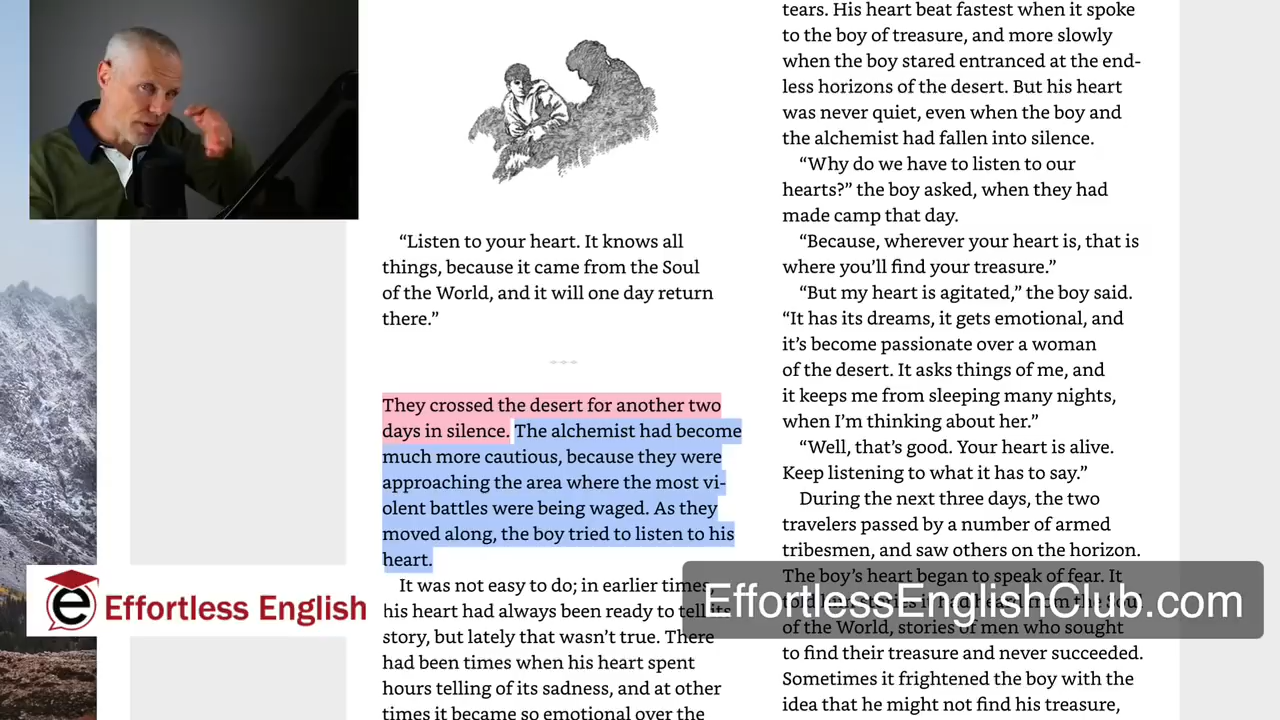 “Listen to your heart. It knows all
things, because it came from the Soul
of the World, and it will one day return
there.”
They crossed the desert for another two
days in silence. The alchemist had become
much more cautious, because they were
approaching the area where the most vi-
olent battles were being waged. As they
moved along, the boy tried to listen to his
heart.
It was not easy to do; in earlier times,
his heart had always been ready to tell its
story, but lately that wasn’t true. There
had been times when his heart spent
hours telling of its sadness, and at other
times it became so emotional over the
tears. His heart beat fastest when it spoke
to the boy of treasure, and more slowly
when the boy stared entranced at the end-
less horizons of the desert. But his heart
was never quiet, even when the boy and
the alchemist had fallen into silence.
“Why do we have to listen to our
hearts?” the boy asked, when they had
made camp that day.
“Because, wherever your heart is, that is
where you’ll find your treasure.”
“But my heart is agitated,” the boy said.
“It has its dreams, it gets emotional, and
it’s become passionate over a woman
of the desert. It asks things of me, and
it keeps me from sleeping many nights,
when I’m thinking about her.”
“Well, that’s good. Your heart is alive.
Keep listening to what it has to say.”
During the next three days, the two
travelers passed by a number of armed
tribesmen, and saw others on the horizon.
The boy’s heart began to speak of fear. It
told him stories it had heard from the Soul
of the World, stories of men who sought
to find their treasure and never succeeded.
Sometimes it frightened the boy with the
idea that he might not find his treasure,
e Effortless English
EffortlessEnglishClub.com